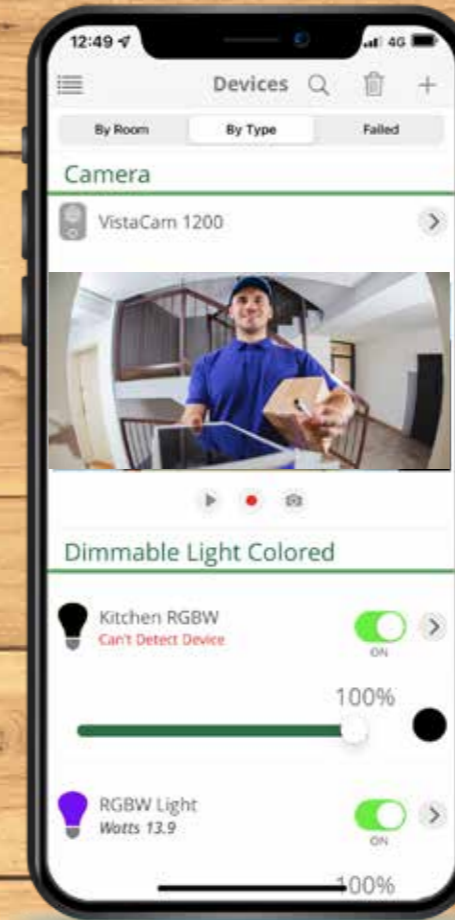 12:49
4G
Devices
By Room By Type Failed
Camera
VistaCam 1200
Dimmable Light Colored
Kitchen RGBW
Can't Detect Device
ON
100%
RGBW Light
Watts 13.9
ON
100%